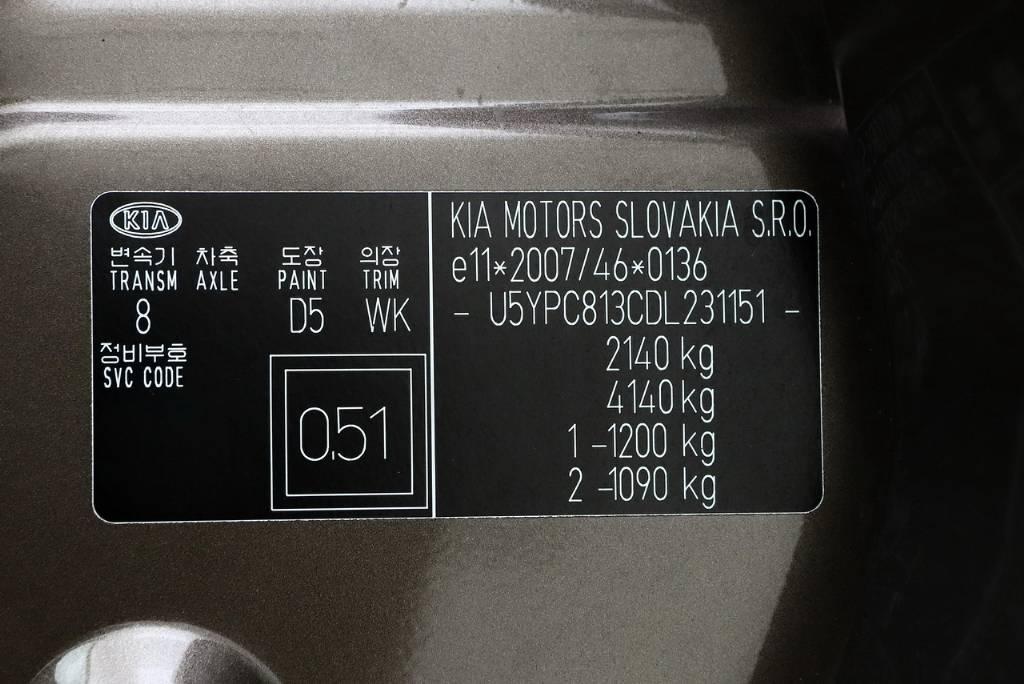 KIA
변속기 차축 도장 의장
TRANSM AXLE PAINT TRIM
8 D5 WK
정비부호
SVC CODE
0.51
KIA MOTORS SLOVAKIA S.R.O.
e11*2007/46*0136
- U5YPC813CDL231151 -
2140 kg
4140 kg
1 -1200 kg
2 -1090 kg